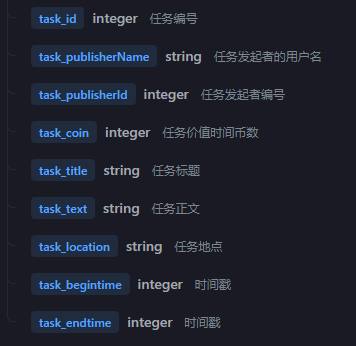 task_id integer 任务编号
task_publisherName string 任务发起者的用户名
task_publisherId integer 任务发起者编号
task_coin integer 任务价值时间币数
task_title string 任务标题
task_text string 任务正文
task_location string 任务地点
task_begintime integer 时间戳
task_endtime integer 时间戳